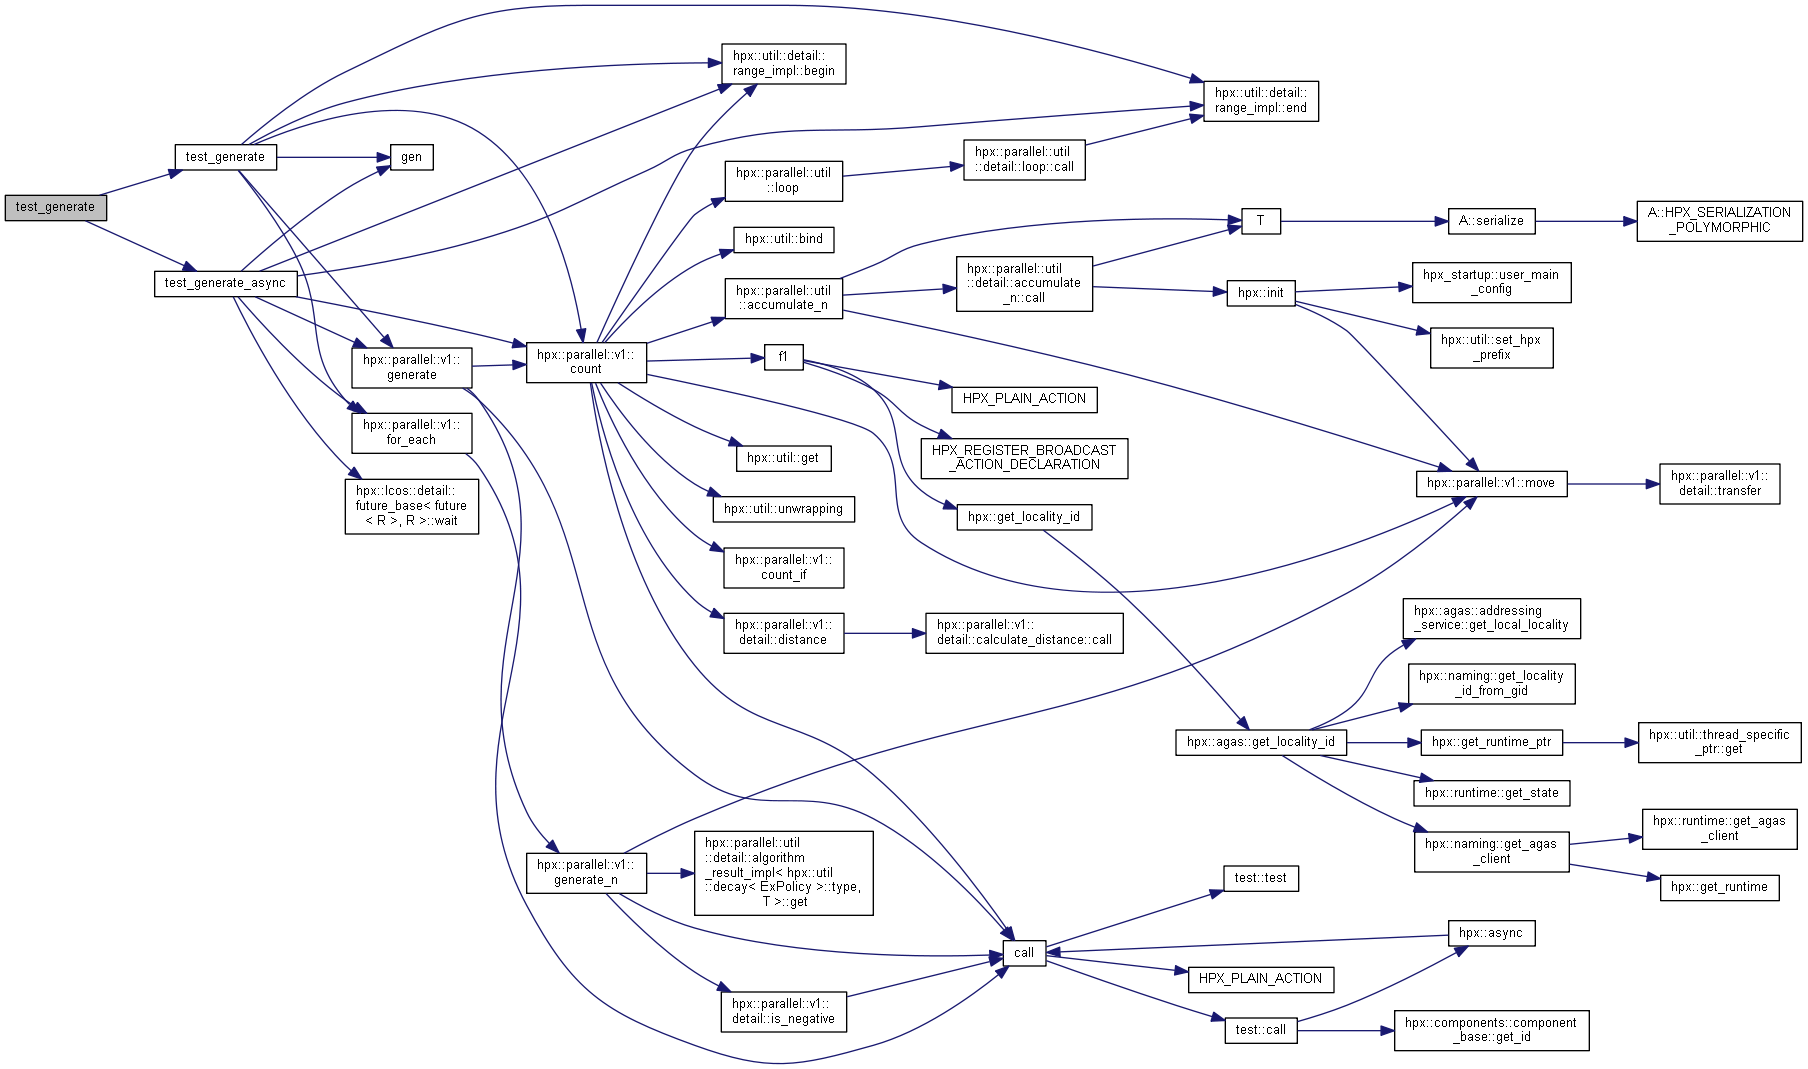 test_generate
test_generate
test_generate_async
gen
hpx::parallel::v1::
generate
hpx::parallel::v1::
for_each
hpx::lcos::detail::
future_base< future
< R >, R >::wait
hpx::util::detail::
range_impl::begin
hpx::parallel::v1::
count
hpx::parallel::v1::
generate_n
hpx::parallel::util
::loop
hpx::util::bind
hpx::parallel::util
::accumulate_n
f1
hpx::util::get
hpx::util::unwrapping
hpx::parallel::v1::
count_if
hpx::parallel::v1::
detail::distance
hpx::parallel::util
::detail::algorithm
_result_impl< hpx::util
::decay< ExPolicy >::type,
T >::get
hpx::parallel::v1::
detail::is_negative
hpx::parallel::util
::detail::loop::call
hpx::parallel::util
::detail::accumulate
_n::call
HPX_PLAIN_ACTION
HPX_REGISTER_BROADCAST
_ACTION_DECLARATION
hpx::get_locality_id
hpx::parallel::v1::
detail::calculate_distance::call
call
hpx::util::detail::
range_impl::end
T
hpx::init
hpx::agas::get_locality_id
test::test
HPX_PLAIN_ACTION
test::call
A::serialize
hpx_startup::user_main
_config
hpx::util::set_hpx
_prefix
hpx::parallel::v1::move
hpx::agas::addressing
_service::get_local_locality
hpx::naming::get_locality
_id_from_gid
hpx::get_runtime_ptr
hpx::runtime::get_state
hpx::naming::get_agas
_client
hpx::async
hpx::components::component
_base::get_id
A::HPX_SERIALIZATION
_POLYMORPHIC
hpx::parallel::v1::
detail::transfer
hpx::util::thread_specific
_ptr::get
hpx::runtime::get_agas
_client
hpx::get_runtime